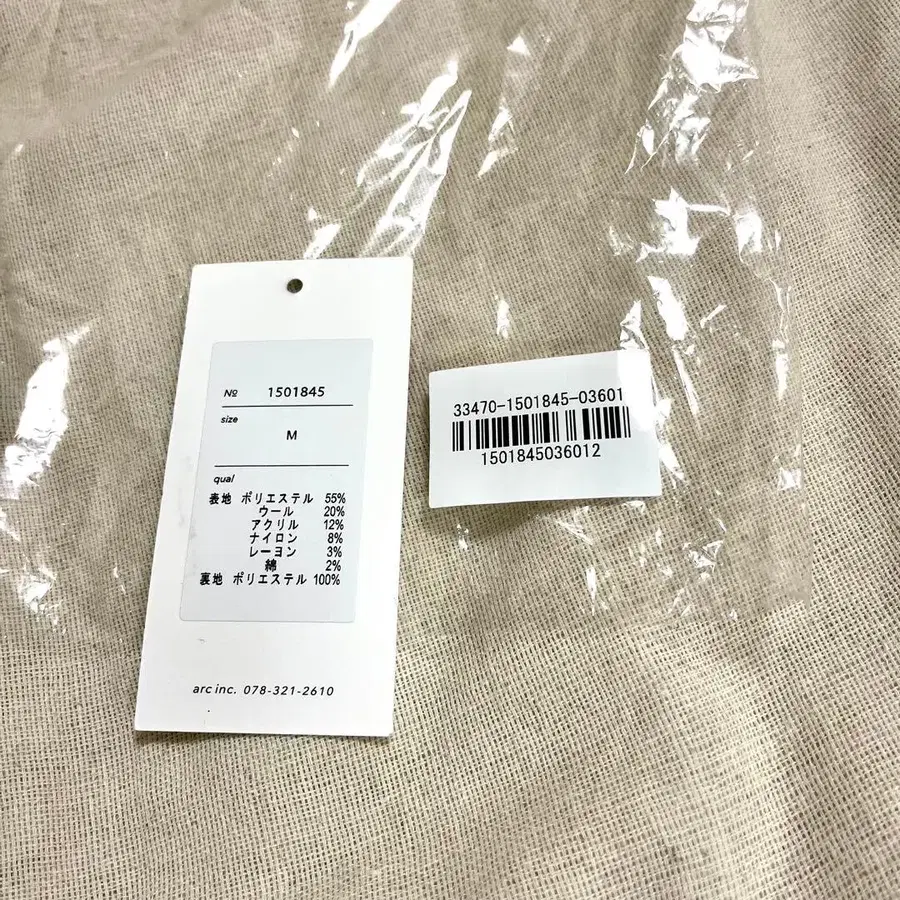 № 1501845
size
M
qual
表地 ポリエステル 55%
ウール 20%
アクリル 12%
ナイロン 8%
レーヨン 3%
綿 2%
裏地 ポリエステル 100%
arc inc. 078-321-2610
33470-1501845-03601
1501845036012